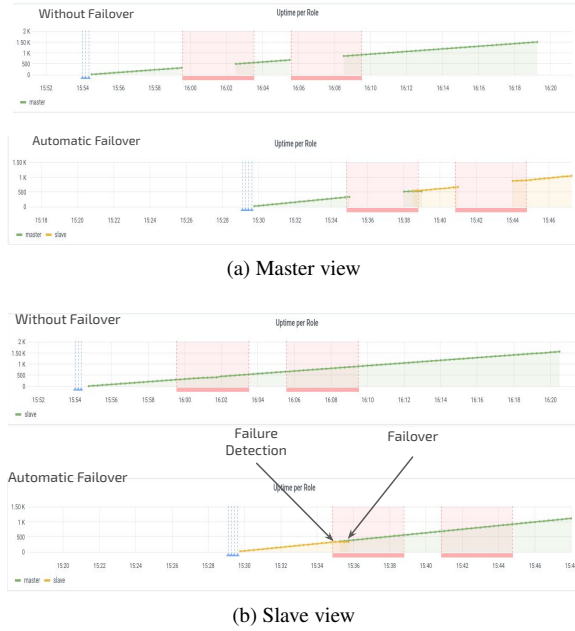 Without Failover
Uptime per Role
2 K
1.50 K
1 K
500
0
15:52 15:54 15:56 15:58 16:00 16:02 16:04 16:06 16:08 16:10 16:12 16:14 16:16 16:18 16:20
master
Automatic Failover
Uptime per Role
1.50 K
1 K
500
0
15:18 15:20 15:22 15:24 15:26 15:28 15:30 15:32 15:34 15:36 15:38 15:40 15:42 15:44 15:46
master slave
(a) Master view
Without Failover
Uptime per Role
2 K
1.50 K
1 K
500
0
15:52 15:54 15:56 15:58 16:00 16:02 16:04 16:06 16:08 16:10 16:12 16:14 16:16 16:18 16:20
slave
Failure
Detection
Failover
Automatic Failover
Uptime per Role
1.50 K
1 K
500
0
15:20 15:22 15:24 15:26 15:28 15:30 15:32 15:34 15:36 15:38 15:40 15:42 15:44 15:46 15:4
master slave
(b) Slave view